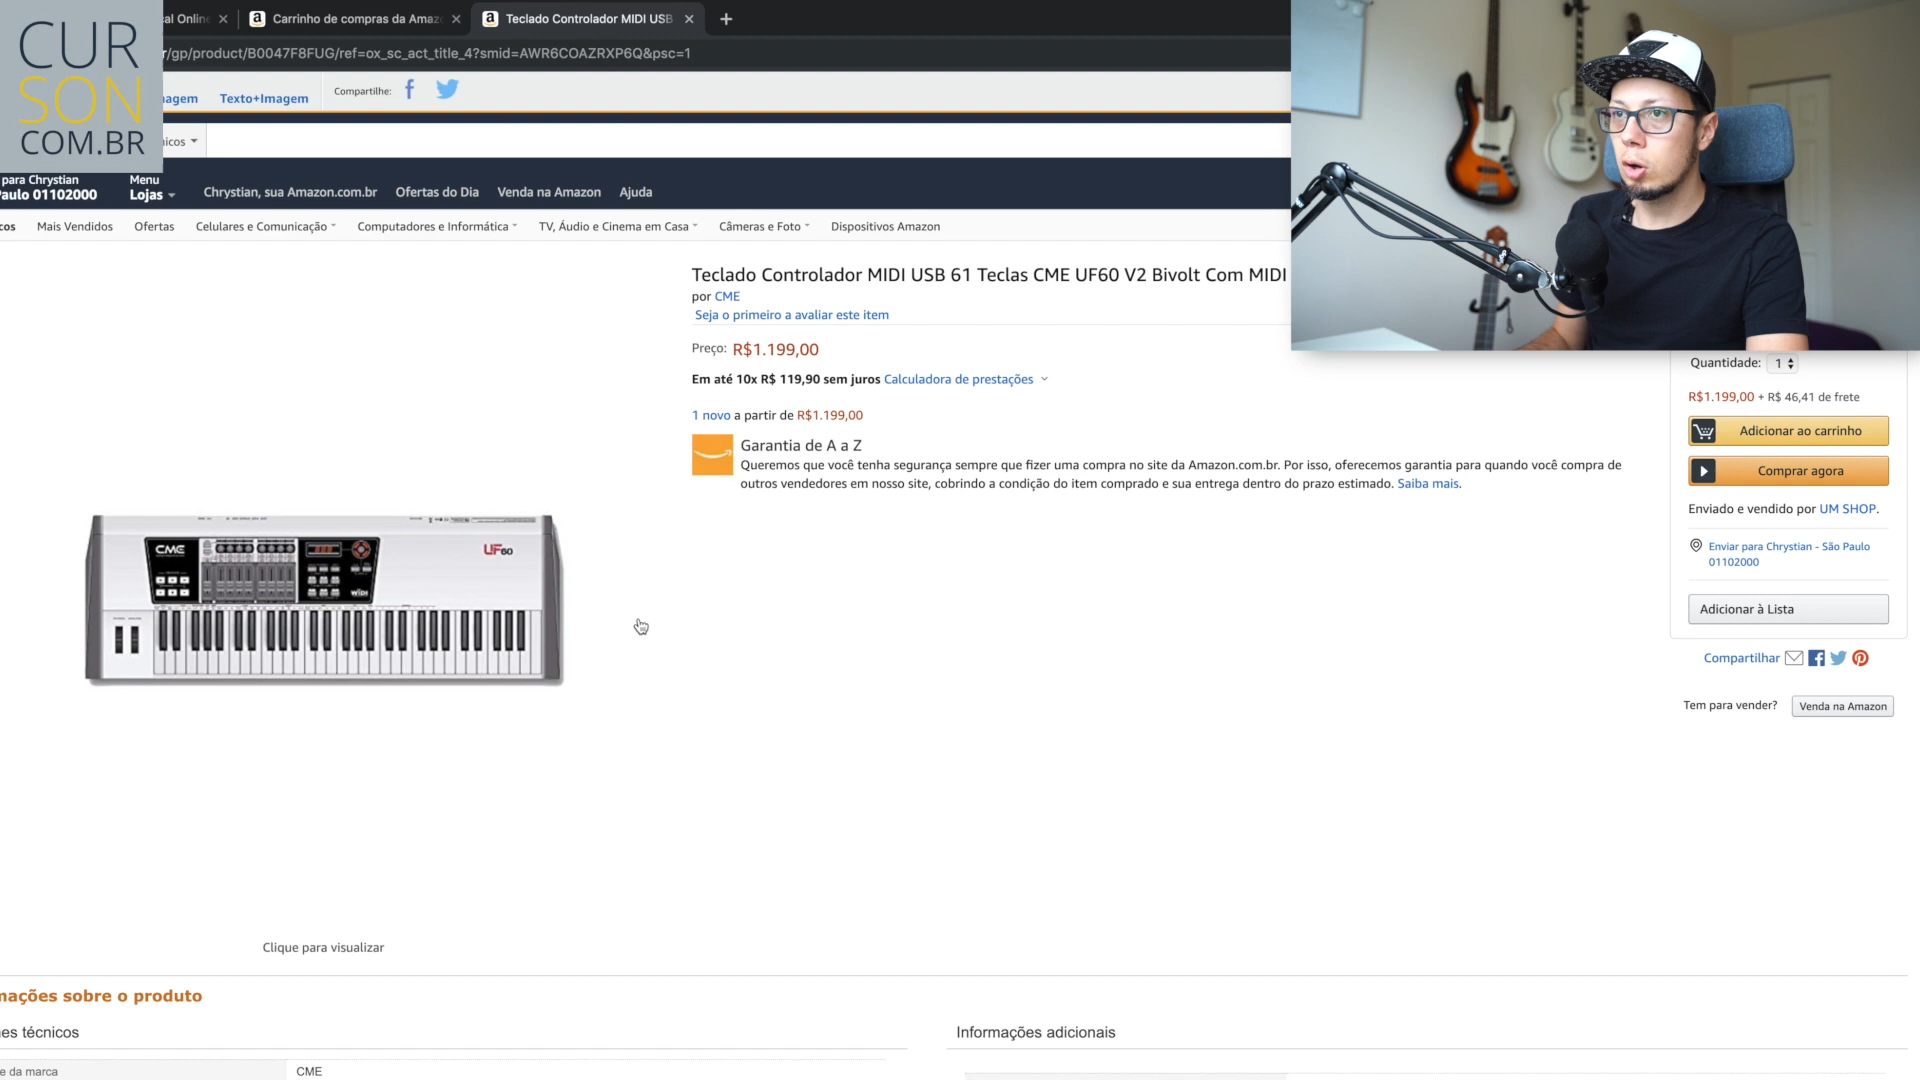 CUR
SON
COM.BR
cal Online
Carrinho de compras da Amaz
Teclado Controlador MIDI USB
r/gp/product/B0047F8FUG/ref=ox_sc_act_title_4?smid=AWR6COAZRXP6Q&psc=1
nagem
Texto+Imagem
Compartilhe:
nicos
para Chrystian
Paulo 01102000
Menu
Lojas
Chrystian, sua Amazon.com.br
Ofertas do Dia
Venda na Amazon
Ajuda
cos
Mais Vendidos
Ofertas
Celulares e Comunicação
Computadores e Informática
TV, Áudio e Cinema em Casa
Câmeras e Foto
Dispositivos Amazon
Teclado Controlador MIDI USB 61 Teclas CME UF60 V2 Bivolt Com MIDI
por CME
Seja o primeiro a avaliar este item
Preço: R$1.199,00
Em até 10x R$ 119,90 sem juros Calculadora de prestações
1 novo a partir de R$1.199,00
Garantia de A a Z
Queremos que você tenha segurança sempre que fizer uma compra no site da Amazon.com.br. Por isso, oferecemos garantia para quando você compra de
outros vendedores em nosso site, cobrindo a condição do item comprado e sua entrega dentro do prazo estimado. Saiba mais.
Quantidade: 1
R$1.199,00 + R$ 46,41 de frete
Adicionar ao carrinho
Comprar agora
Enviado e vendido por UM SHOP.
Enviar para Chrystian - São Paulo
01102000
Adicionar à Lista
Compartilhar
Tem para vender?
Venda na Amazon
CME
UF60
WIDI
Clique para visualizar
mações sobre o produto
es técnicos
Informações adicionais
e da marca
CME